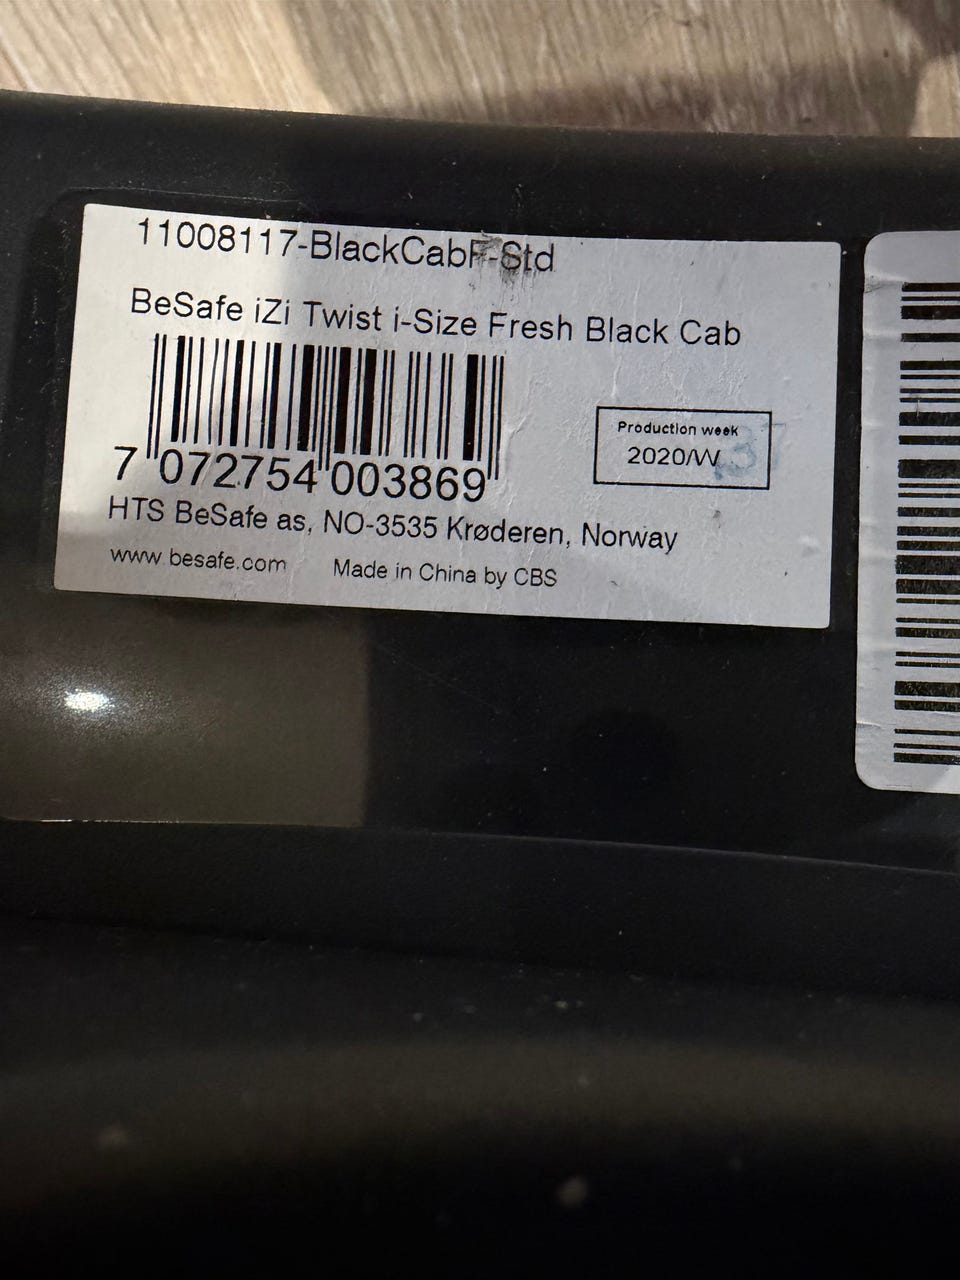 11008117-BlackCabF-Std
BeSafe iZi Twist i-Size Fresh Black Cab
7 072754 003869
Production week
2020/W
HTS BeSafe as, NO-3535 Krøderen, Norway
www.besafe.com Made in China by CBS